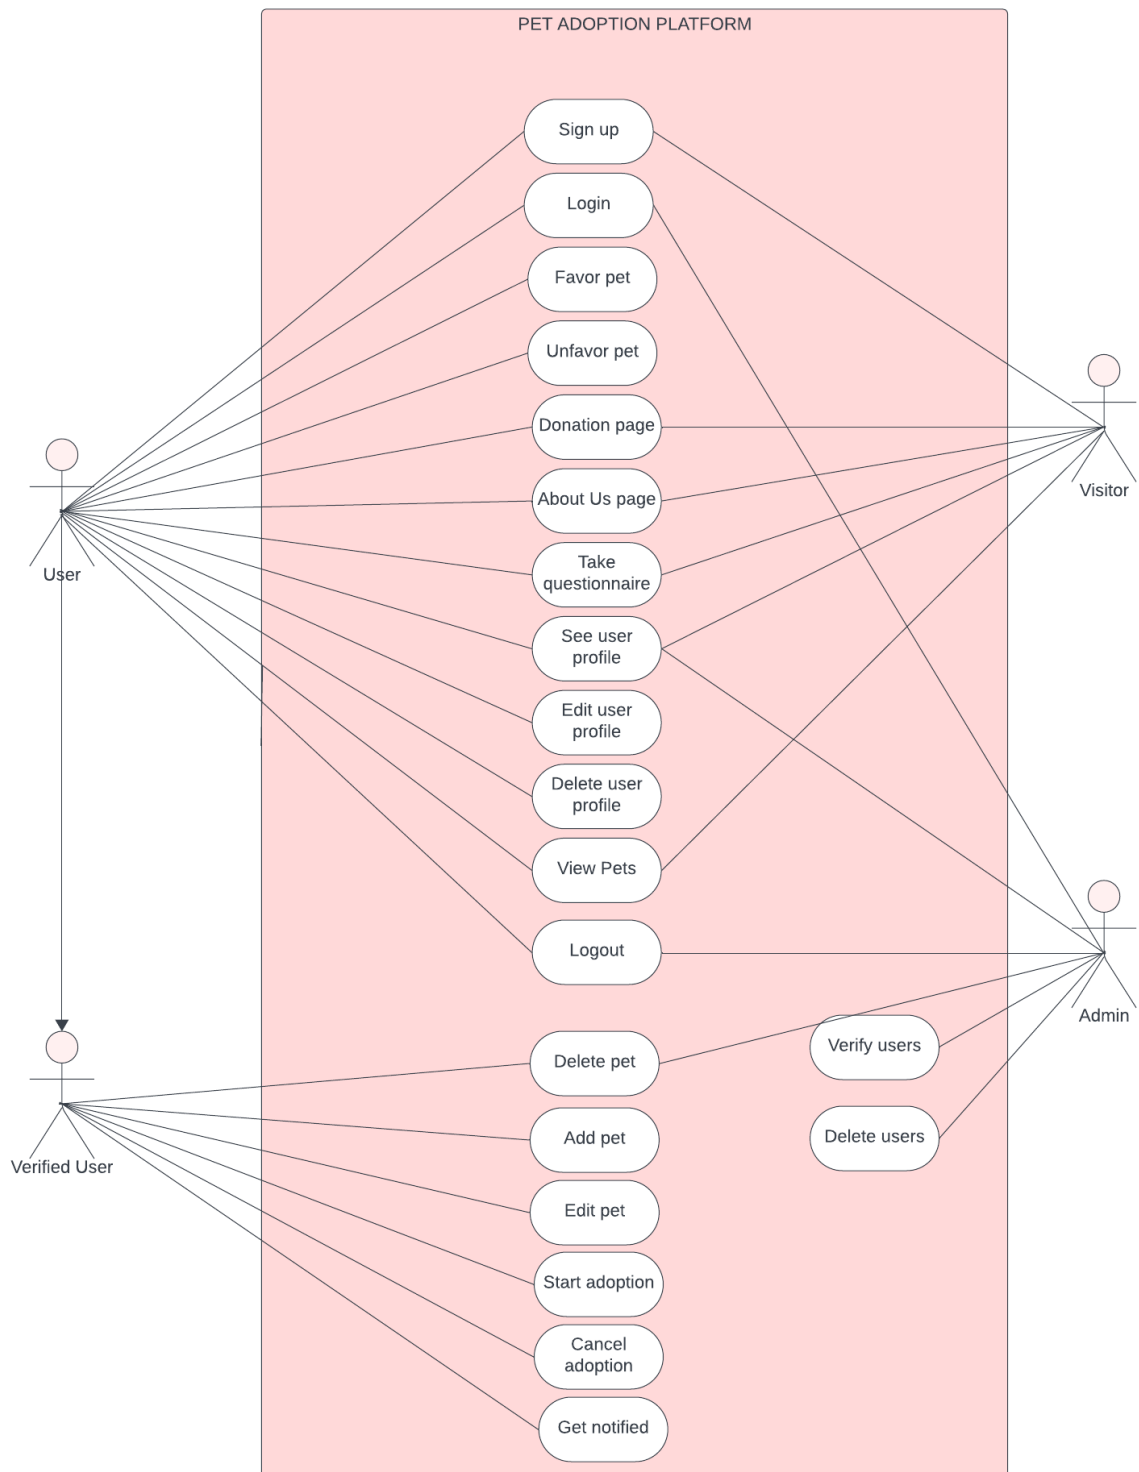 PET ADOPTION PLATFORM
Sign up
Login
Favor pet
Unfavor pet
Donation page
About Us page
Take
questionnaire
See user
profile
Edit user
profile
Delete user
profile
View Pets
Logout
Delete pet
Add pet
Edit pet
Start adoption
Cancel
adoption
Get notified
Verify users
Delete users
User
Verified User
Visitor
Admin